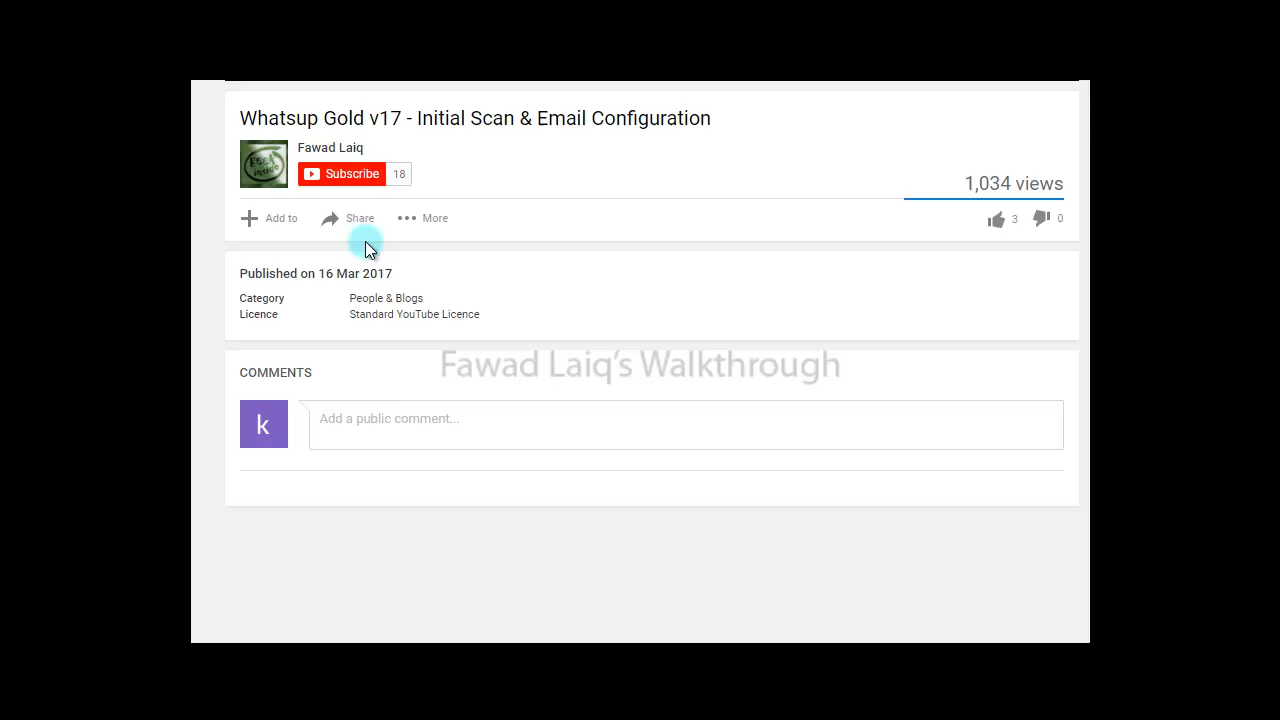 Whatsup Gold v17 - Initial Scan & Email Configuration
Geek
inside
Fawad Laiq
Subscribe 18
1,034 views
Add to Share More 3 0
Published on 16 Mar 2017
Category People & Blogs
Licence Standard YouTube Licence
Fawad Laiq's Walkthrough
COMMENTS
k Add a public comment...